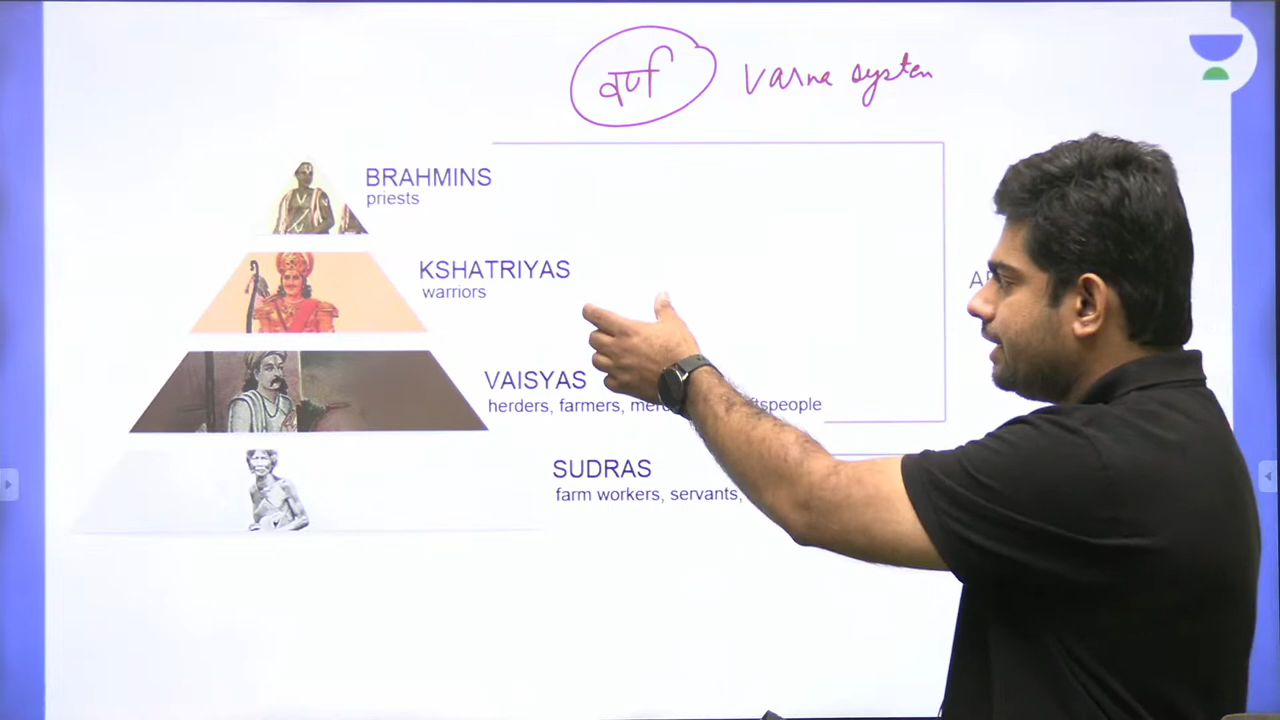 वर्ण varna system
BRAHMINS
priests
KSHATRIYAS
warriors
VAISYAS
herders, farmers,
SUDRAS
farm workers, servants,